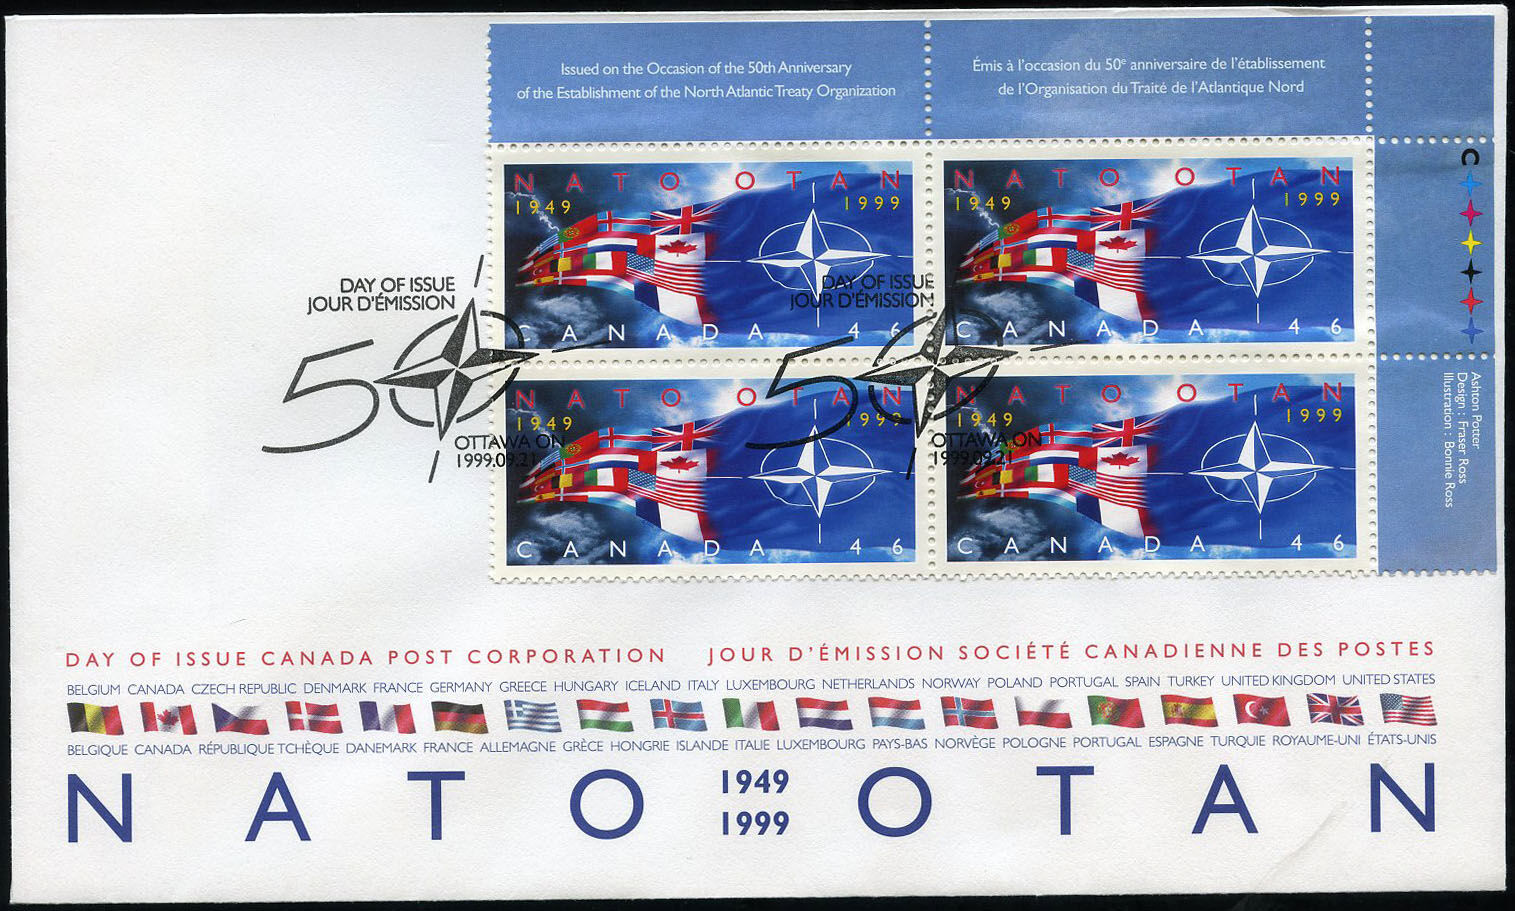 Issued on the Occasion of the 50th Anniversary
of the Establishment of the North Atlantic Treaty Organization
Émis à l'occasion du 50e anniversaire de l'établissement
de l'Organisation du Traité de l'Atlantique Nord
NATO OTAN
1949 1999
CANADA 46
NATO OTAN
1949 1999
CANADA 46
C
DAY OF ISSUE
JOUR D'ÉMISSION
50
OTTAWA ON
1999.09.21
DAY OF ISSUE
JOUR D'ÉMISSION
50
OTTAWA ON
1999.09.21
NATO OTAN
1949 1999
CANADA 46
NATO OTAN
1949 1999
CANADA 46
Ashton Potter
Design : Fraser Ross
Illustration : Bonnie Ross
DAY OF ISSUE CANADA POST CORPORATION JOUR D'ÉMISSION SOCIÉTÉ CANADIENNE DES POSTES
BELGIUM CANADA CZECH REPUBLIC DENMARK FRANCE GERMANY GREECE HUNGARY ICELAND ITALY LUXEMBOURG NETHERLANDS NORWAY POLAND PORTUGAL SPAIN TURKEY UNITED KINGDOM UNITED STATES
BELGIQUE CANADA RÉPUBLIQUE TCHÈQUE DANEMARK FRANCE ALLEMAGNE GRÈCE HONGRIE ISLANDE ITALIE LUXEMBOURG PAYS-BAS NORVÈGE POLOGNE PORTUGAL ESPAGNE TURQUIE ROYAUME-UNI ÉTATS-UNIS
NATO 1949 1999 OTAN